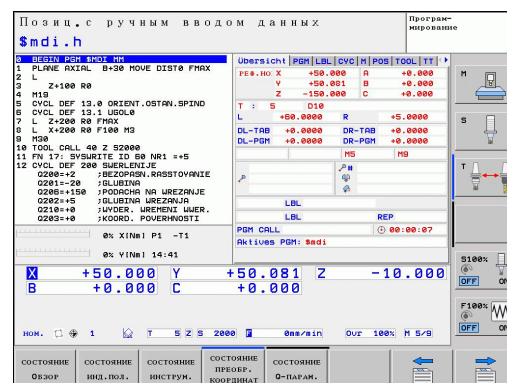 Позиц. с ручным вводом данных
Програм-
мирование
$mdi.h
0 BEGIN PGM $MDI MM
1 PLANE AXIAL B+30 MOVE DIST0 FMAX
2 L
3 Z+100 R0
4 M19
5 CYCL DEF 13.0 ORIENT.OSTAN.SPIND
6 CYCL DEF 13.1 UGOL0
7 L Z+200 R0 FMAX
8 L X+200 R0 F100 M3
9 M30
10 TOOL CALL 40 Z S2000
11 FN 17: SYSWRITE ID 60 NR1 =+5
12 CYCL DEF 200 SWERLENIJE
Q200=+2 ;BEZOPASN.RASSTOYANIE
Q201=-20 ;GLUBINA
Q206=+150 ;PODACHA NA WREZANJE
Q202=+5 ;GLUBINA WREZANJA
Q210=+0 ;WYDER. WREMENI WWER.
Q203=+0 ;KOORD. POVERHNOSTI
0% X[Nm] P1 -T1
0% Y[Nm] 14:41
Übersicht PGM LBL CYC M POS TOOL TT
РЕФ.НО X +50.000 A +0.000
Y +50.081 B +0.000
Z -150.000 C +0.000
T : 5 D10
L +60.0000 R +5.0000
DL-TAB +0.0000 DR-TAB +0.0000
DL-PGM +0.0000 DR-PGM +0.0000
M5 M9
LBL
LBL REP
PGM CALL 00:00:07
Aktives PGM: $mdi
X +50.000 Y +50.081 Z -10.000
B +0.000 C +0.000
НОМ. 1 T 5 Z S 2000 F 0mm/min Ovr 100% M 5/9
M
S
T
S100%
OFF ON
F100%
OFF ON
СОСТОЯНИЕ
ОБЗОР
СОСТОЯНИЕ
ИНД.ПОЛ.
СОСТОЯНИЕ
ИНСТРУМ.
СОСТОЯНИЕ
ПРЕОБР.
КООРДИНАТ
СОСТОЯНИЕ
Q-ПАРАМ.